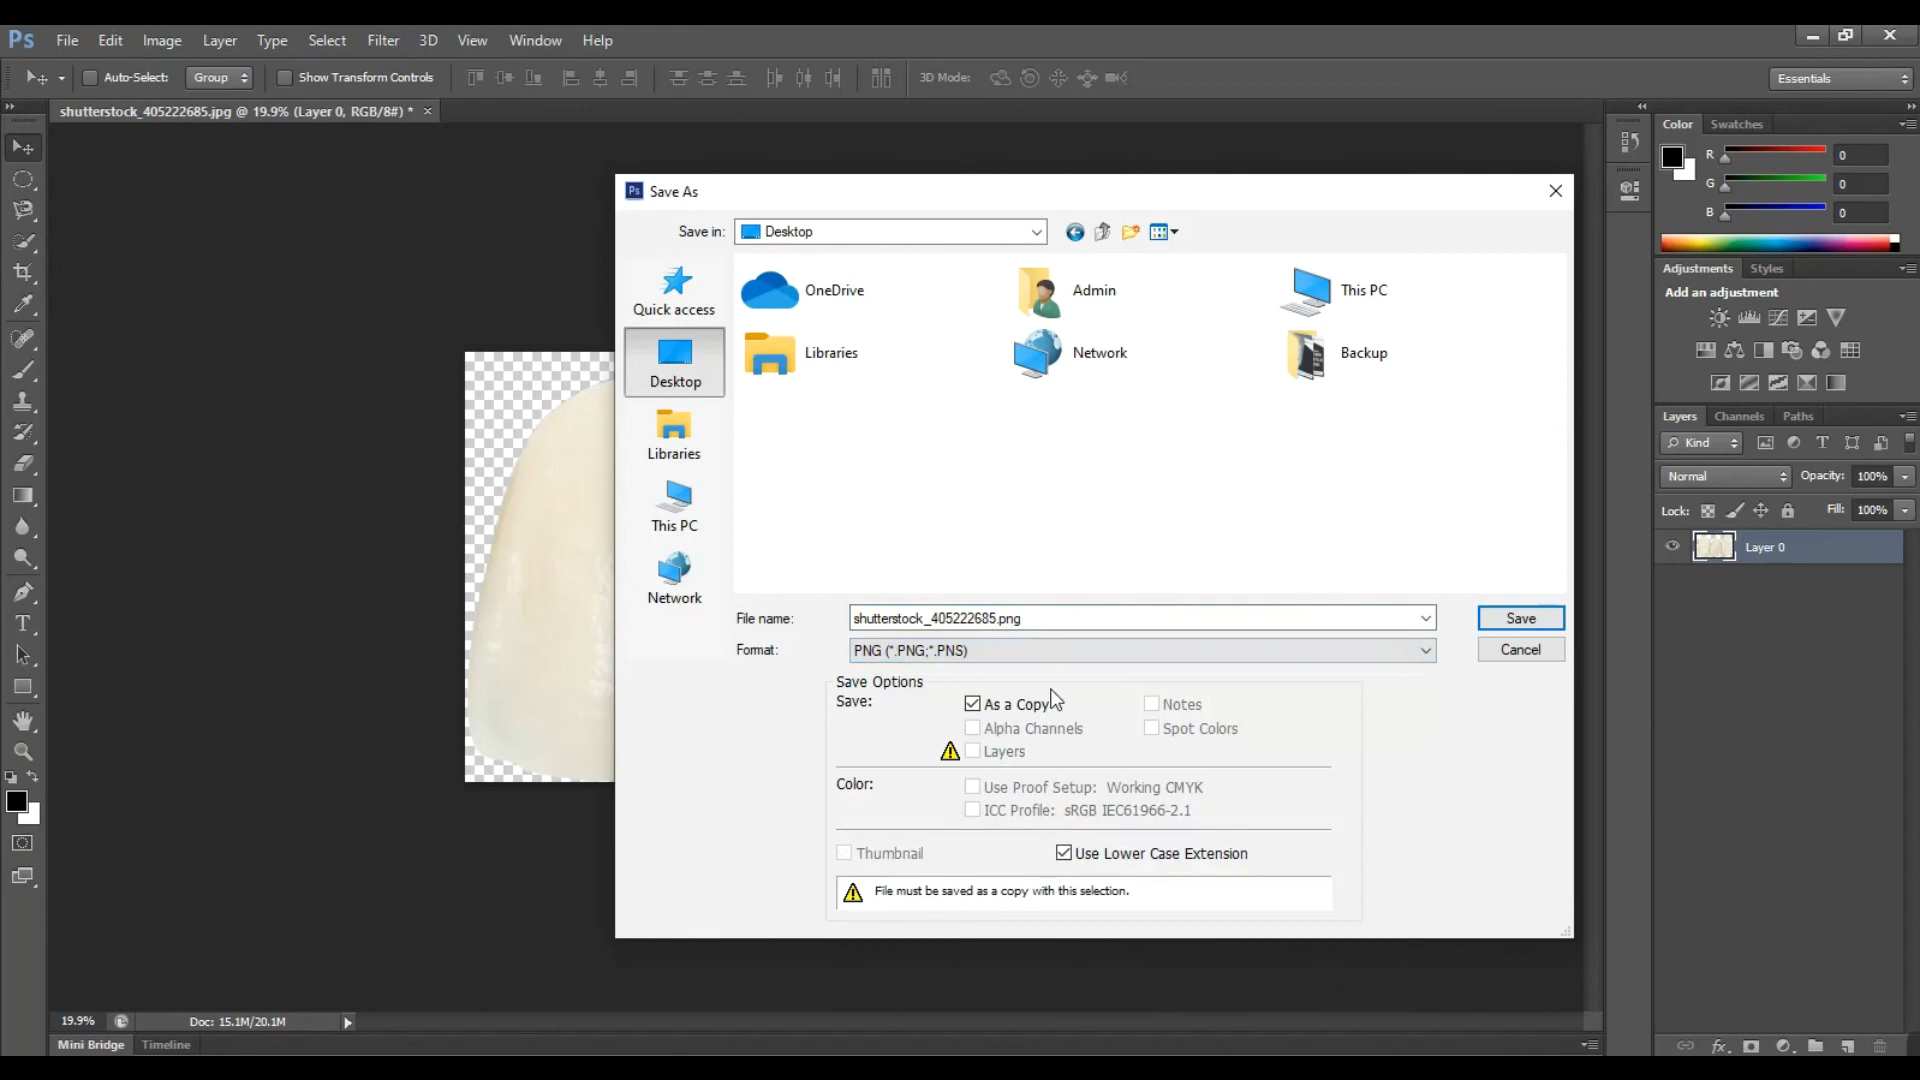 Ps File Edit Image Layer Type Select Filter 3D View Window Help
Auto-Select: Group Show Transform Controls 3D Mode: Essentials
shutterstock_405222685.jpg @ 19.9% (Layer 0, RGB/8#) * ×
Color Swatches
R 0
G 0
B 0
Adjustments Styles
Add an adjustment
Layers Channels Paths
Kind
Normal Opacity: 100%
Lock: Fill: 100%
Layer 0
Ps Save As
Save in: Desktop
Quick access
Desktop
Libraries
This PC
Network
OneDrive Admin This PC
Libraries Network Backup
File name: shutterstock_405222685.png Save
Format: PNG (*.PNG;*.PNS) Cancel
Save Options
Save: As a Copy Notes
Alpha Channels Spot Colors
Layers
Color: Use Proof Setup: Working CMYK
ICC Profile: sRGB IEC61966-2.1
Thumbnail Use Lower Case Extension
File must be saved as a copy with this selection.
19.9% Doc: 15.1M/20.1M
Mini Bridge Timeline